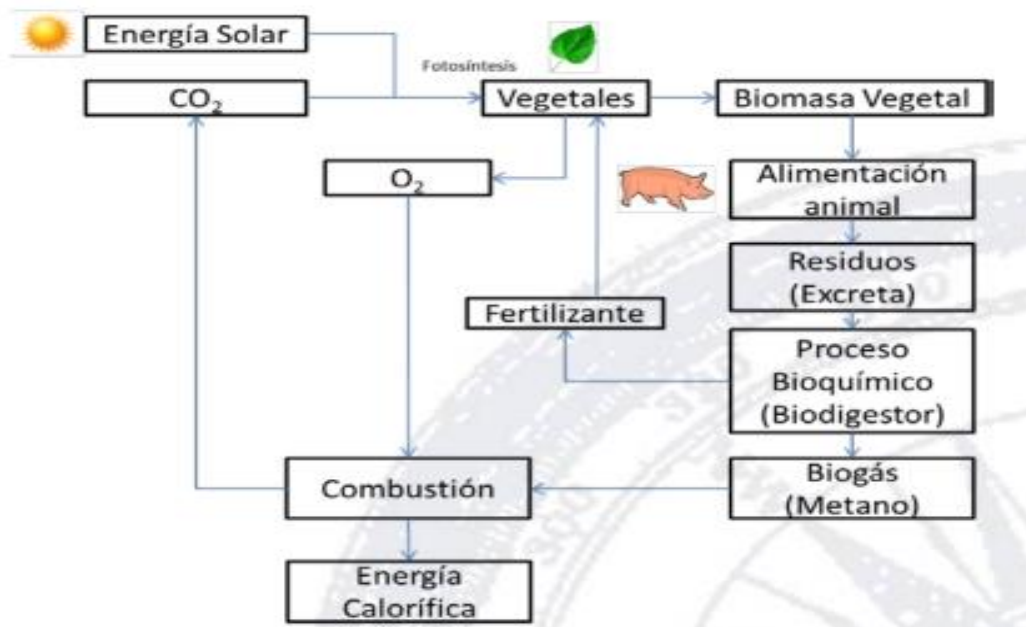 Energía Solar
Fotosíntesis
CO₂
Vegetales
Biomasa Vegetal
O₂
Alimentación
animal
Residuos
(Excreta)
Fertilizante
Proceso
Bioquímico
(Biodigestor)
Combustión
Biogás
(Metano)
Energía
Calorífica